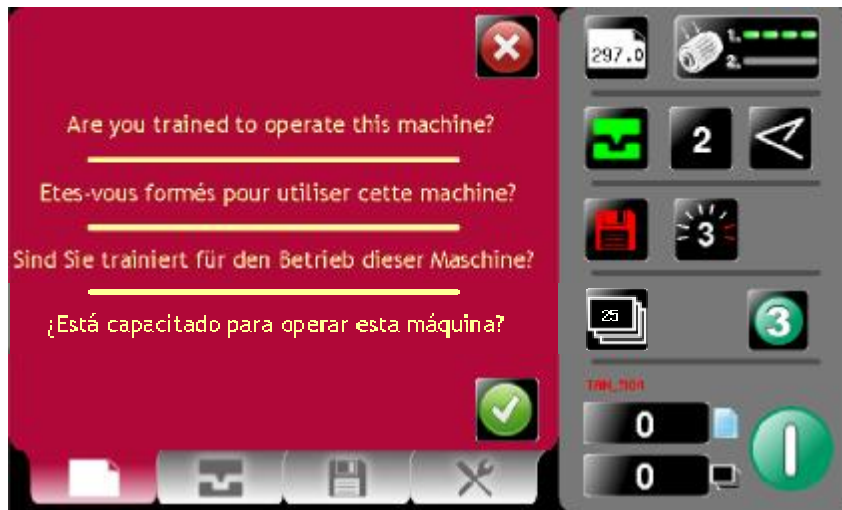 Are you trained to operate this machine?
Etes-vous formés pour utiliser cette machine?
Sind Sie trainiert für den Betrieb dieser Maschine?
¿Está capacitado para operar esta máquina?
297.0
1.
2.
2
3
25
3
0
0